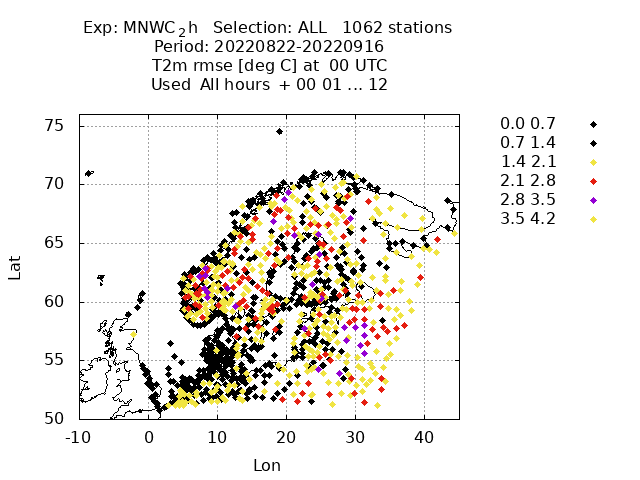 Exp: MNWC₂h   Selection: ALL   1062 stations
Period: 20220822-20220916
T2m rmse [deg C] at  00 UTC
Used  All hours  + 00 01 ... 12
0.0 0.7
0.7 1.4
1.4 2.1
2.1 2.8
2.8 3.5
3.5 4.2
75
70
65
60
55
50
Lat
-10 0 10 20 30 40
Lon